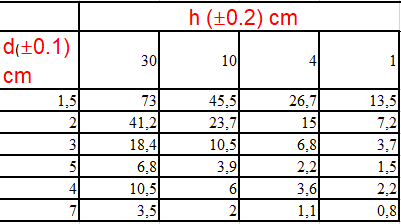 h (±0.2) cm
d(±0.1) cm 30 10 4 1
1,5 73 45,5 26,7 13,5
2 41,2 23,7 15 7,2
3 18,4 10,5 6,8 3,7
5 6,8 3,9 2,2 1,5
4 10,5 6 3,6 2,2
7 3,5 2 1,1 0,8